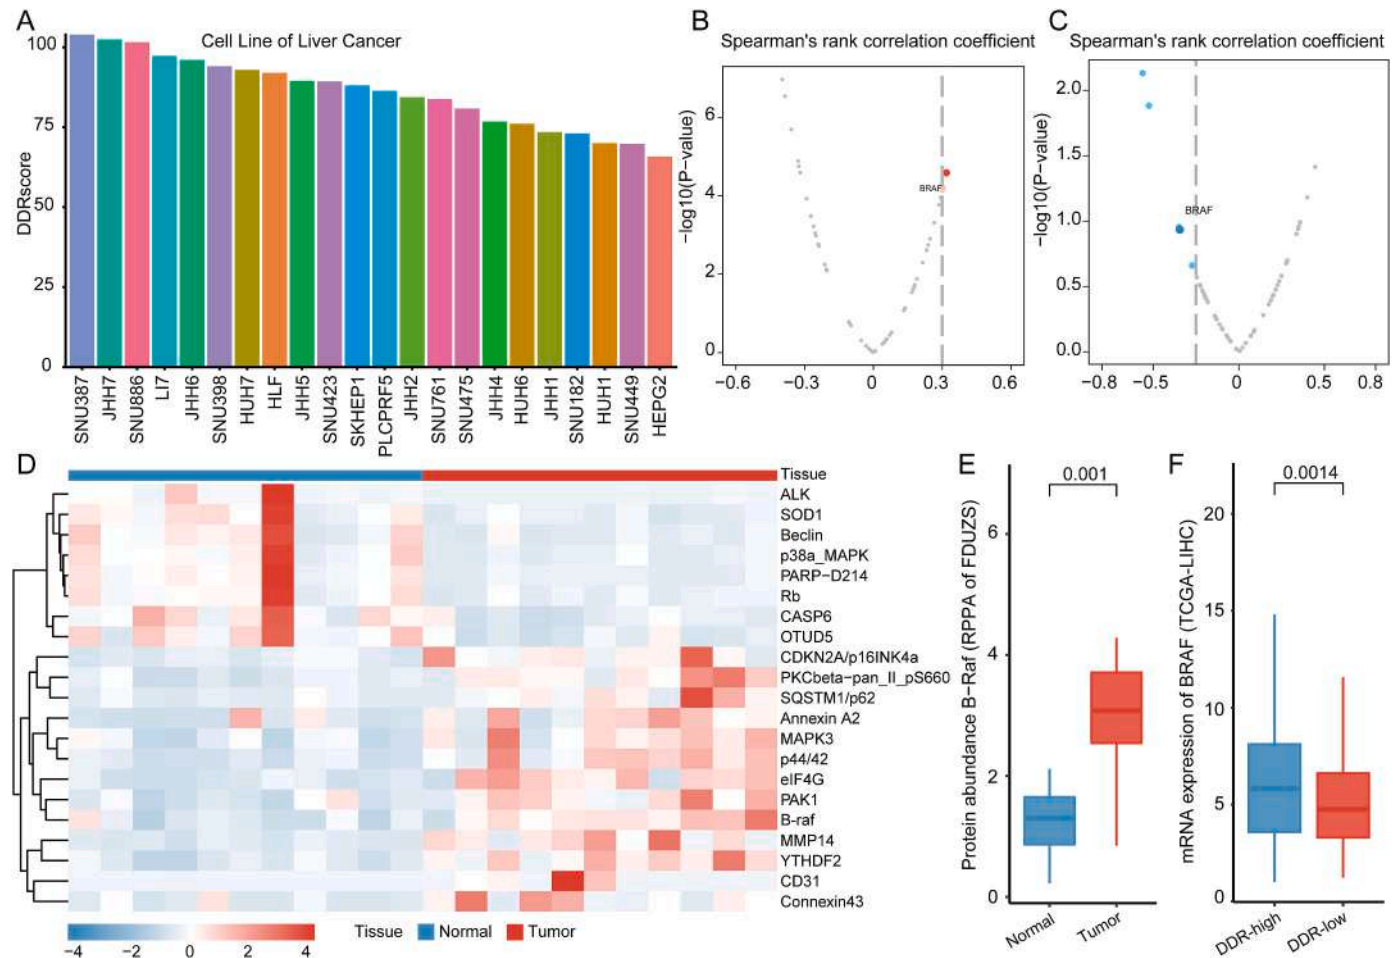 A
Cell Line of Liver Cancer
DDRscore
100
75
50
25
0
SNU387
JHH7
SNU886
LI7
JHH6
SNU398
HUH7
HLF
JHH5
SNU423
SKHEP1
PLCPRF5
JHH2
SNU761
SNU475
JHH4
HUH6
JHH1
SNU182
HUH1
SNU449
HEPG2
B
Spearman's rank correlation coefficient
−log10(P−value)
6
4
2
0
BRAF
−0.6
−0.3
0
0.3
0.6
C
Spearman's rank correlation coefficient
−log10(P−value)
2.0
1.5
1.0
0.5
0.0
BRAF
−0.8
−0.5
0
0.5
0.8
D
Tissue
ALK
SOD1
Beclin
p38a_MAPK
PARP−D214
Rb
CASP6
OTUD5
CDKN2A/p16INK4a
PKCbeta−pan_II_pS660
SQSTM1/p62
Annexin A2
MAPK3
p44/42
eIF4G
PAK1
B−raf
MMP14
YTHDF2
CD31
Connexin43
−4
−2
0
2
4
Tissue
Normal
Tumor
E
Protein abundance B−Raf (RPPA of FDUZS)
0.001
6
4
2
0
Normal
Tumor
F
mRNA expression of BRAF (TCGA−LIHC)
0.0014
20
15
10
5
0
DDR−high
DDR−low